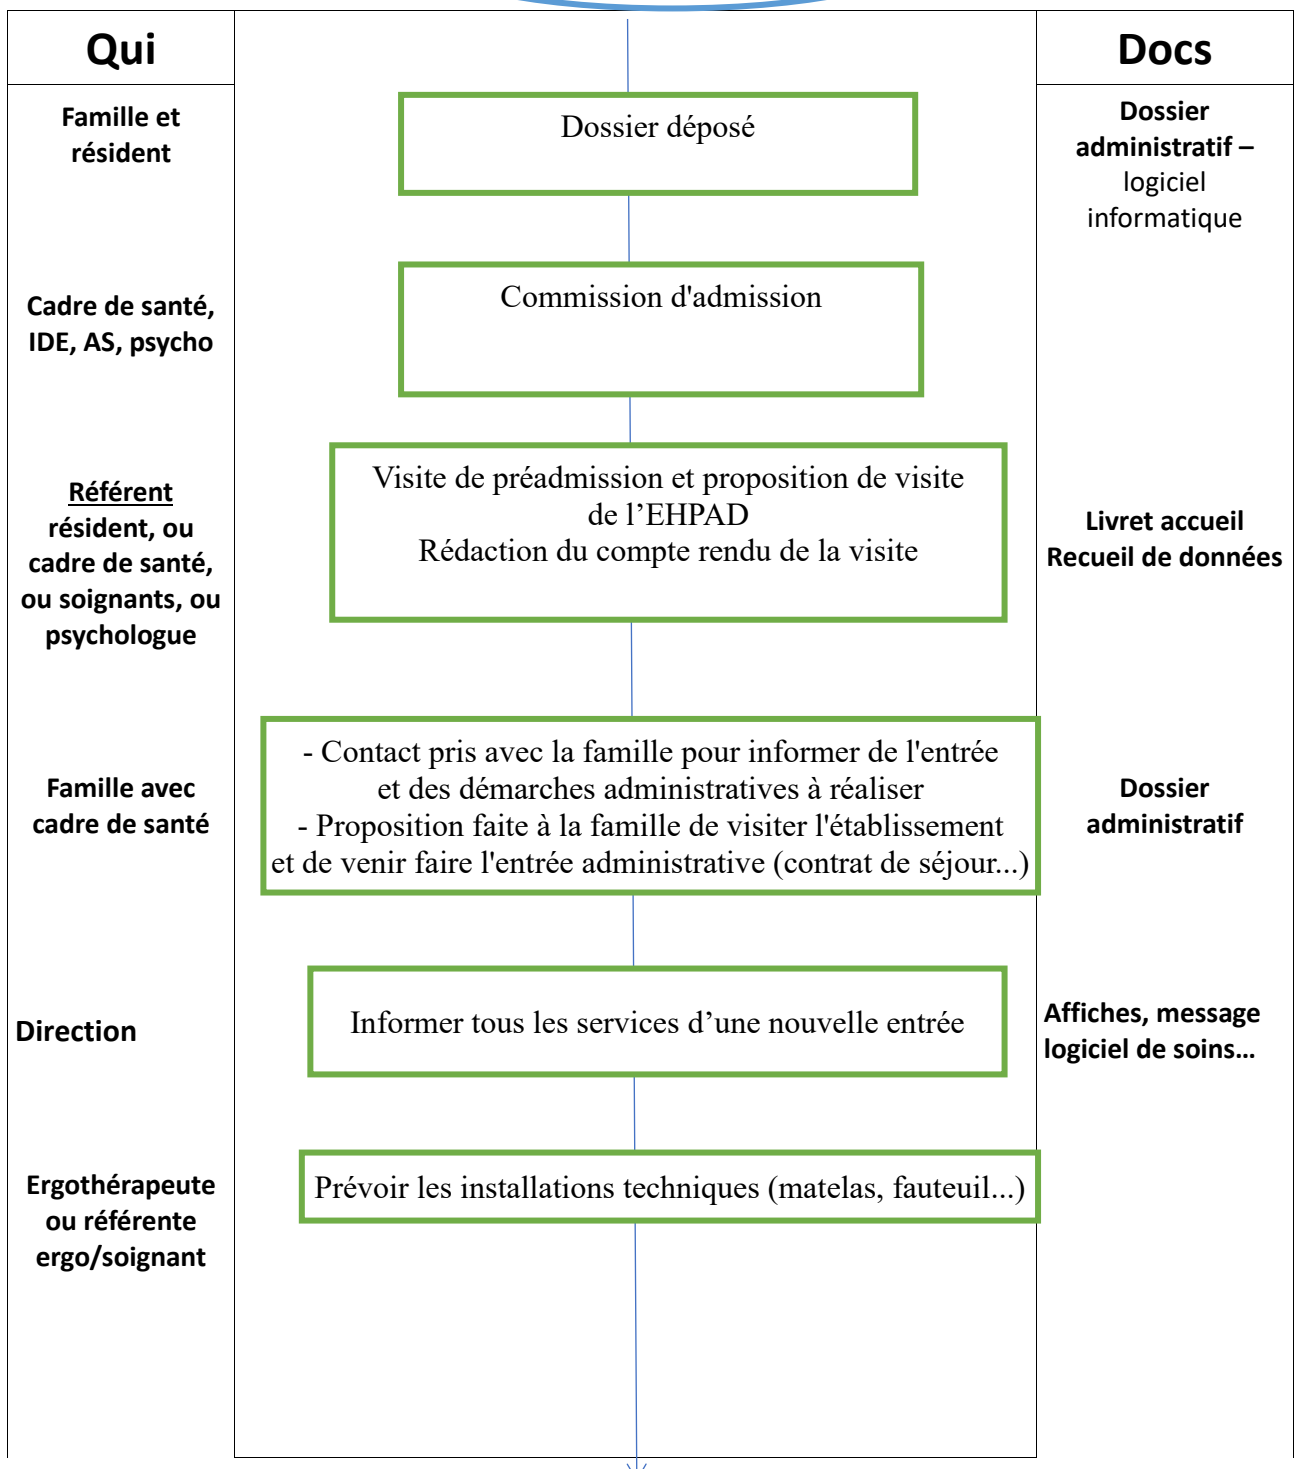 Qui
Docs
Famille et
résident
Dossier déposé
Dossier
administratif –
logiciel
informatique
Cadre de santé,
IDE, AS, psycho
Commission d'admission
Référent
résident, ou
cadre de santé,
ou soignants, ou
psychologue
Visite de préadmission et proposition de visite
de l’EHPAD
Rédaction du compte rendu de la visite
Livret accueil
Recueil de données
Famille avec
cadre de santé
- Contact pris avec la famille pour informer de l'entrée
et des démarches administratives à réaliser
- Proposition faite à la famille de visiter l'établissement
et de venir faire l'entrée administrative (contrat de séjour...)
Dossier
administratif
Direction
Informer tous les services d’une nouvelle entrée
Affiches, message
logiciel de soins…
Ergothérapeute
ou référente
ergo/soignant
Prévoir les installations techniques (matelas, fauteuil...)